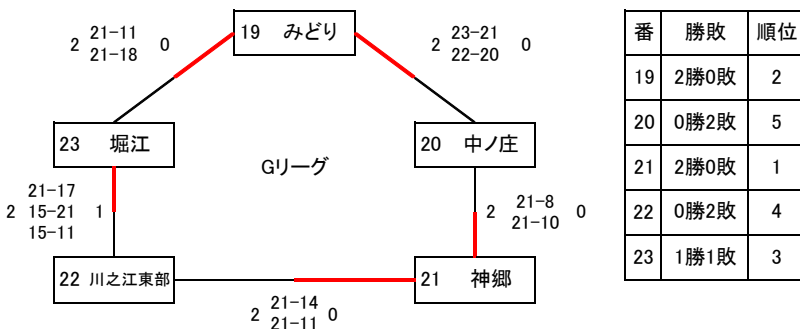 19 みどり
2 21-11 0
21-18
2 23-21 0
22-20
23 堀江
20 中ノ庄
Gリーグ
21-17
2 15-21 1
15-11
2 21-8 0
21-10
22 川之江東部
21 神郷
2 21-14 0
21-11
番 勝敗 順位
19 2勝0敗 2
20 0勝2敗 5
21 2勝0敗 1
22 0勝2敗 4
23 1勝1敗 3